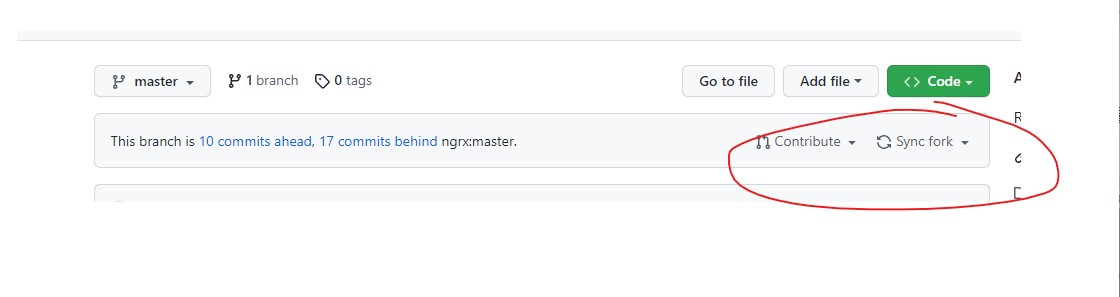 master 1 branch 0 tags Go to file Add file <> Code
This branch is 10 commits ahead, 17 commits behind ngrx:master. Contribute Sync fork